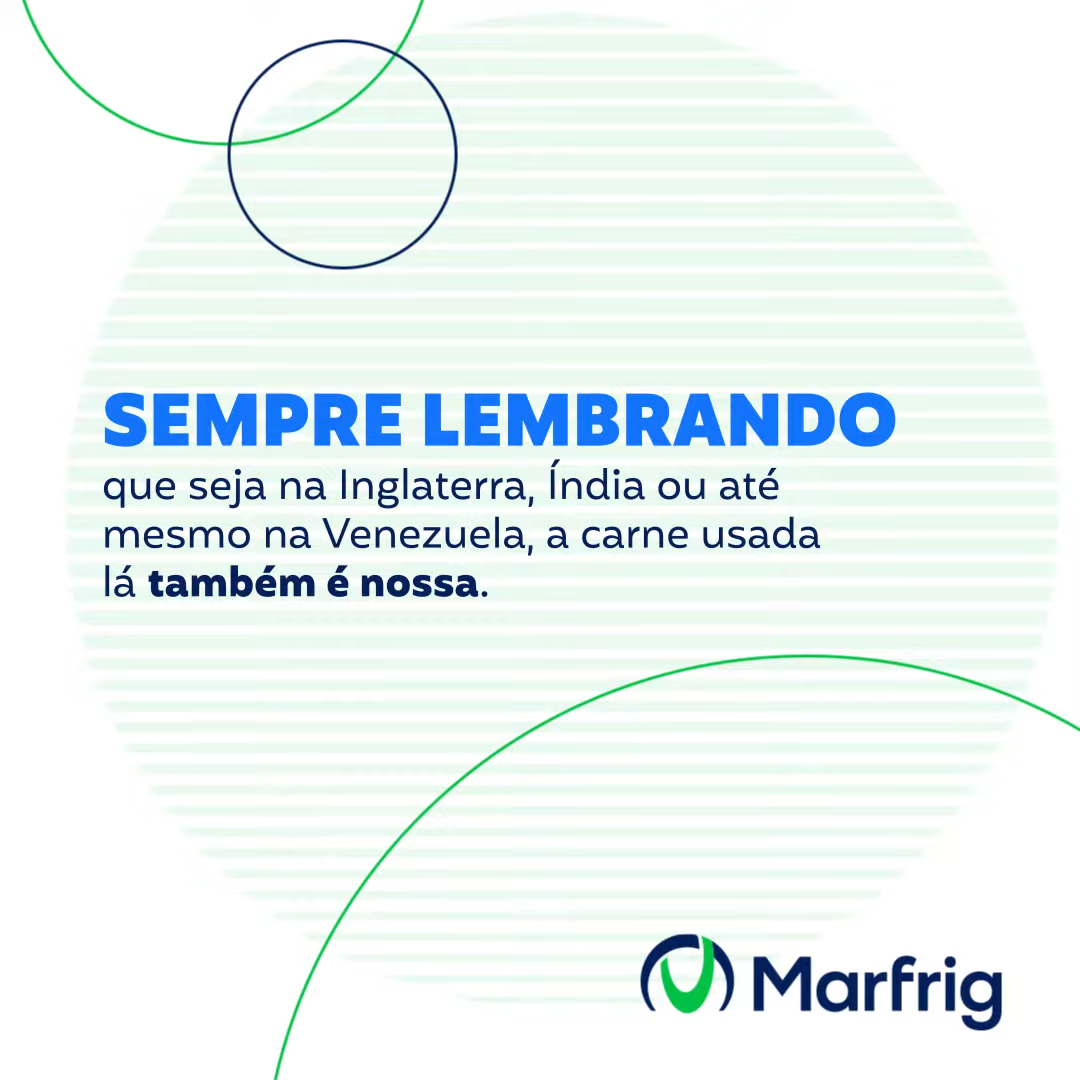 SEMPRE LEMBRANDO
que seja na Inglaterra, Índia ou até
mesmo na Venezuela, a carne usada
lá também é nossa.
Marfrig